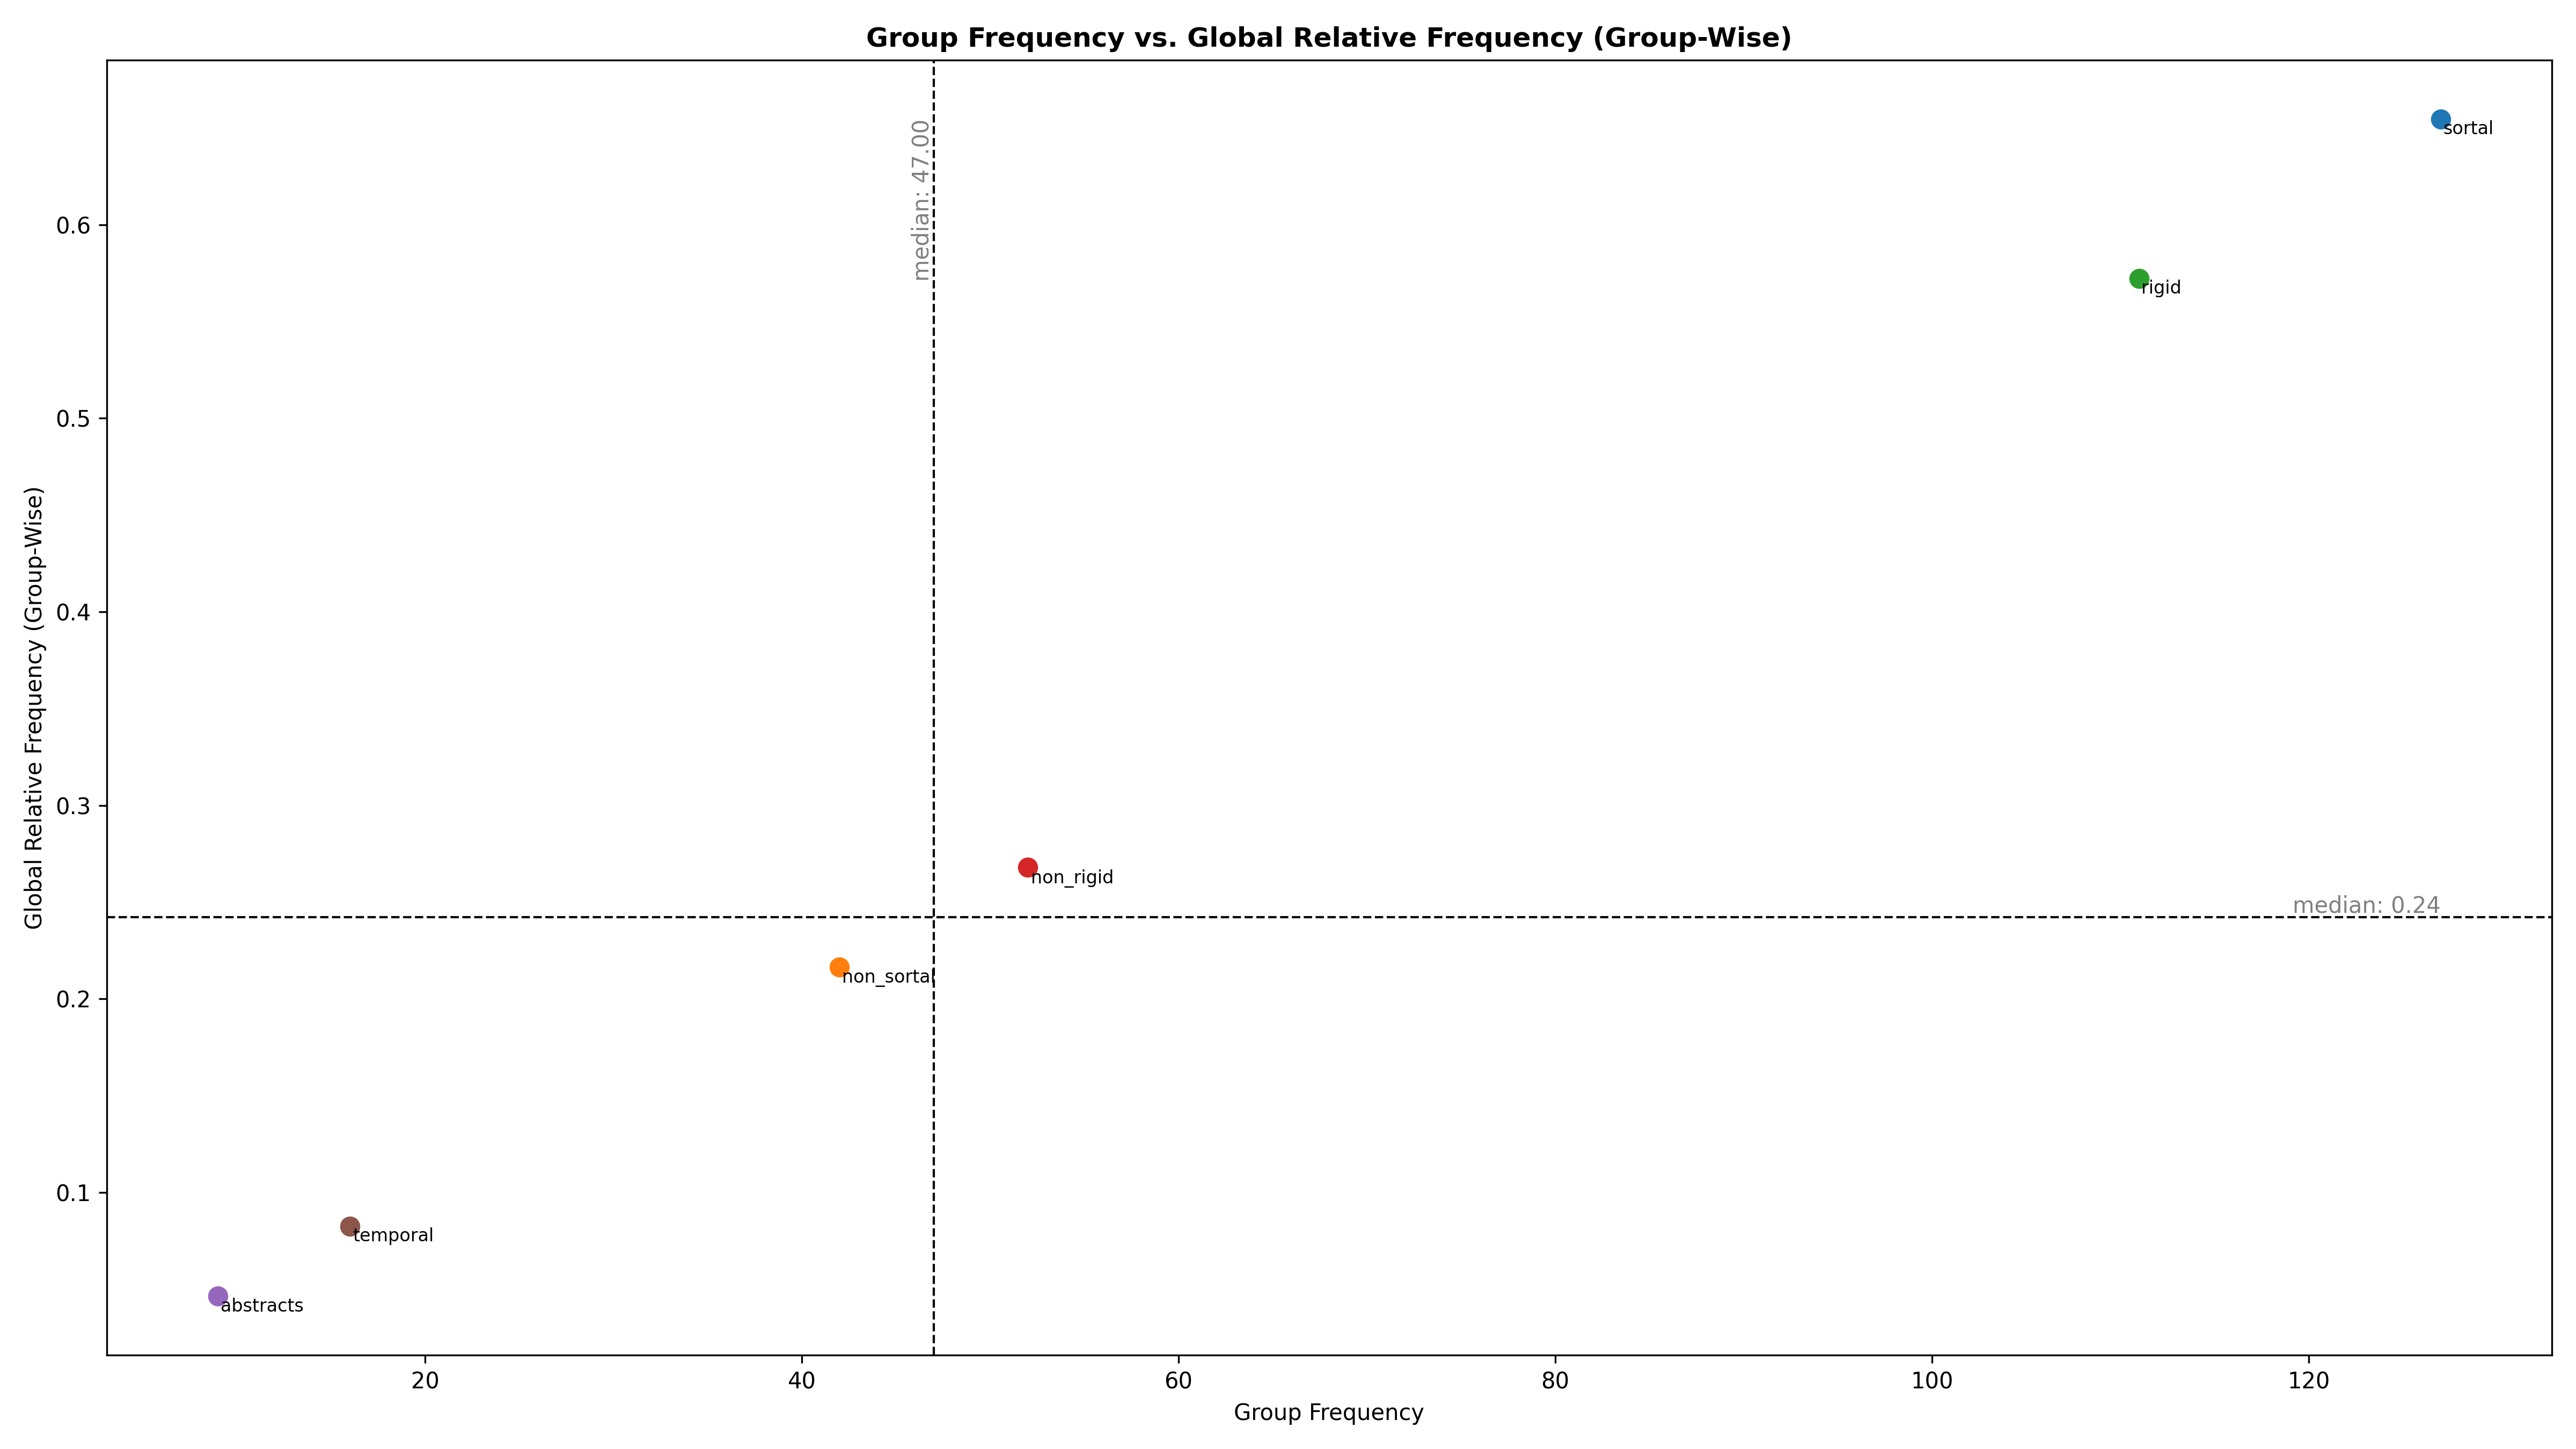 Group Frequency vs. Global Relative Frequency (Group-Wise)
Global Relative Frequency (Group-Wise)
0.6
0.5
0.4
0.3
0.2
0.1
median: 47.00
sortal
rigid
non_rigid
median: 0.24
non_sortal
temporal
abstracts
20
40
60
80
100
120
Group Frequency